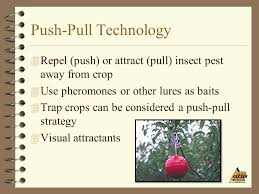 Push-Pull Technology
Repel (push) or attract (pull) insect pest
away from crop
Use pheromones or other lures as baits
Trap crops can be considered a push-pull
strategy
Visual attractants